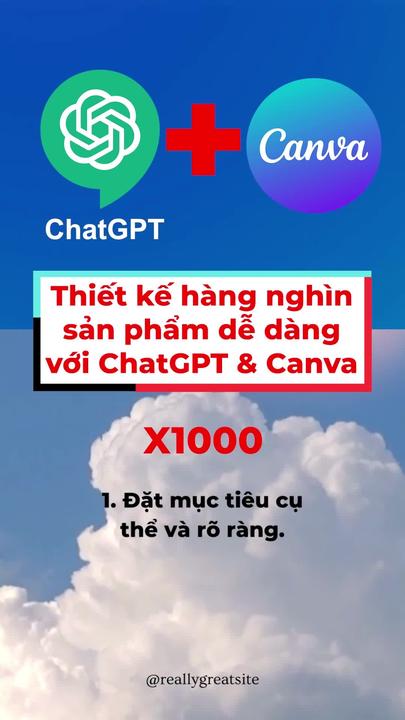 Canva
ChatGPT
Thiết kế hàng nghìn
sản phẩm dễ dàng
với ChatGPT & Canva
X1000
1. Đặt mục tiêu cụ
thể và rõ ràng.
@reallygreatsite